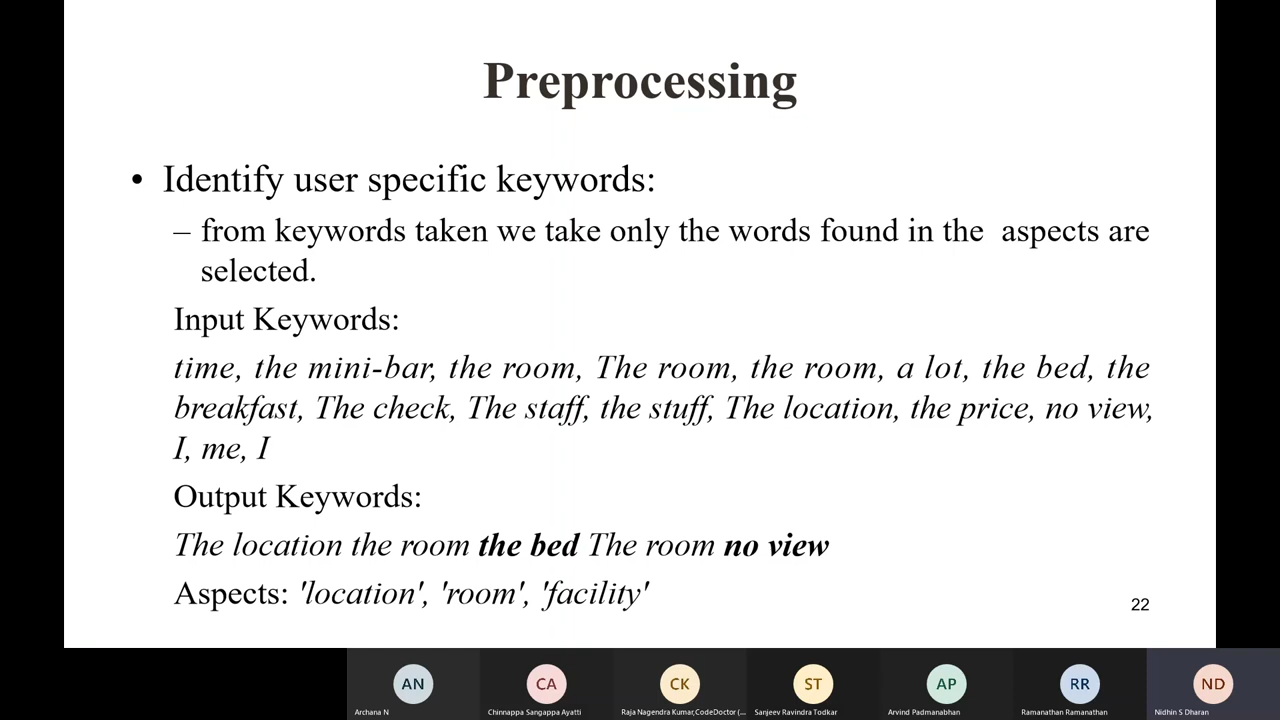 Preprocessing
• Identify user specific keywords:
– from keywords taken we take only the words found in the aspects are
selected.
Input Keywords:
time, the mini-bar, the room, The room, the room, a lot, the bed, the
breakfast, The check, The staff, the stuff, The location, the price, no view,
I, me, I
Output Keywords:
The location the room the bed The room no view
Aspects: 'location', 'room', 'facility'
22
AN CA CK ST AP RR ND
Archana N Chinnappa Sangappa Ayatti Raja Nagendra Kumar,CodeDoctor (... Sanjeev Ravindra Todkar Arvind Padmanabhan Ramanathan Ramanathan Nidhin S Dharan